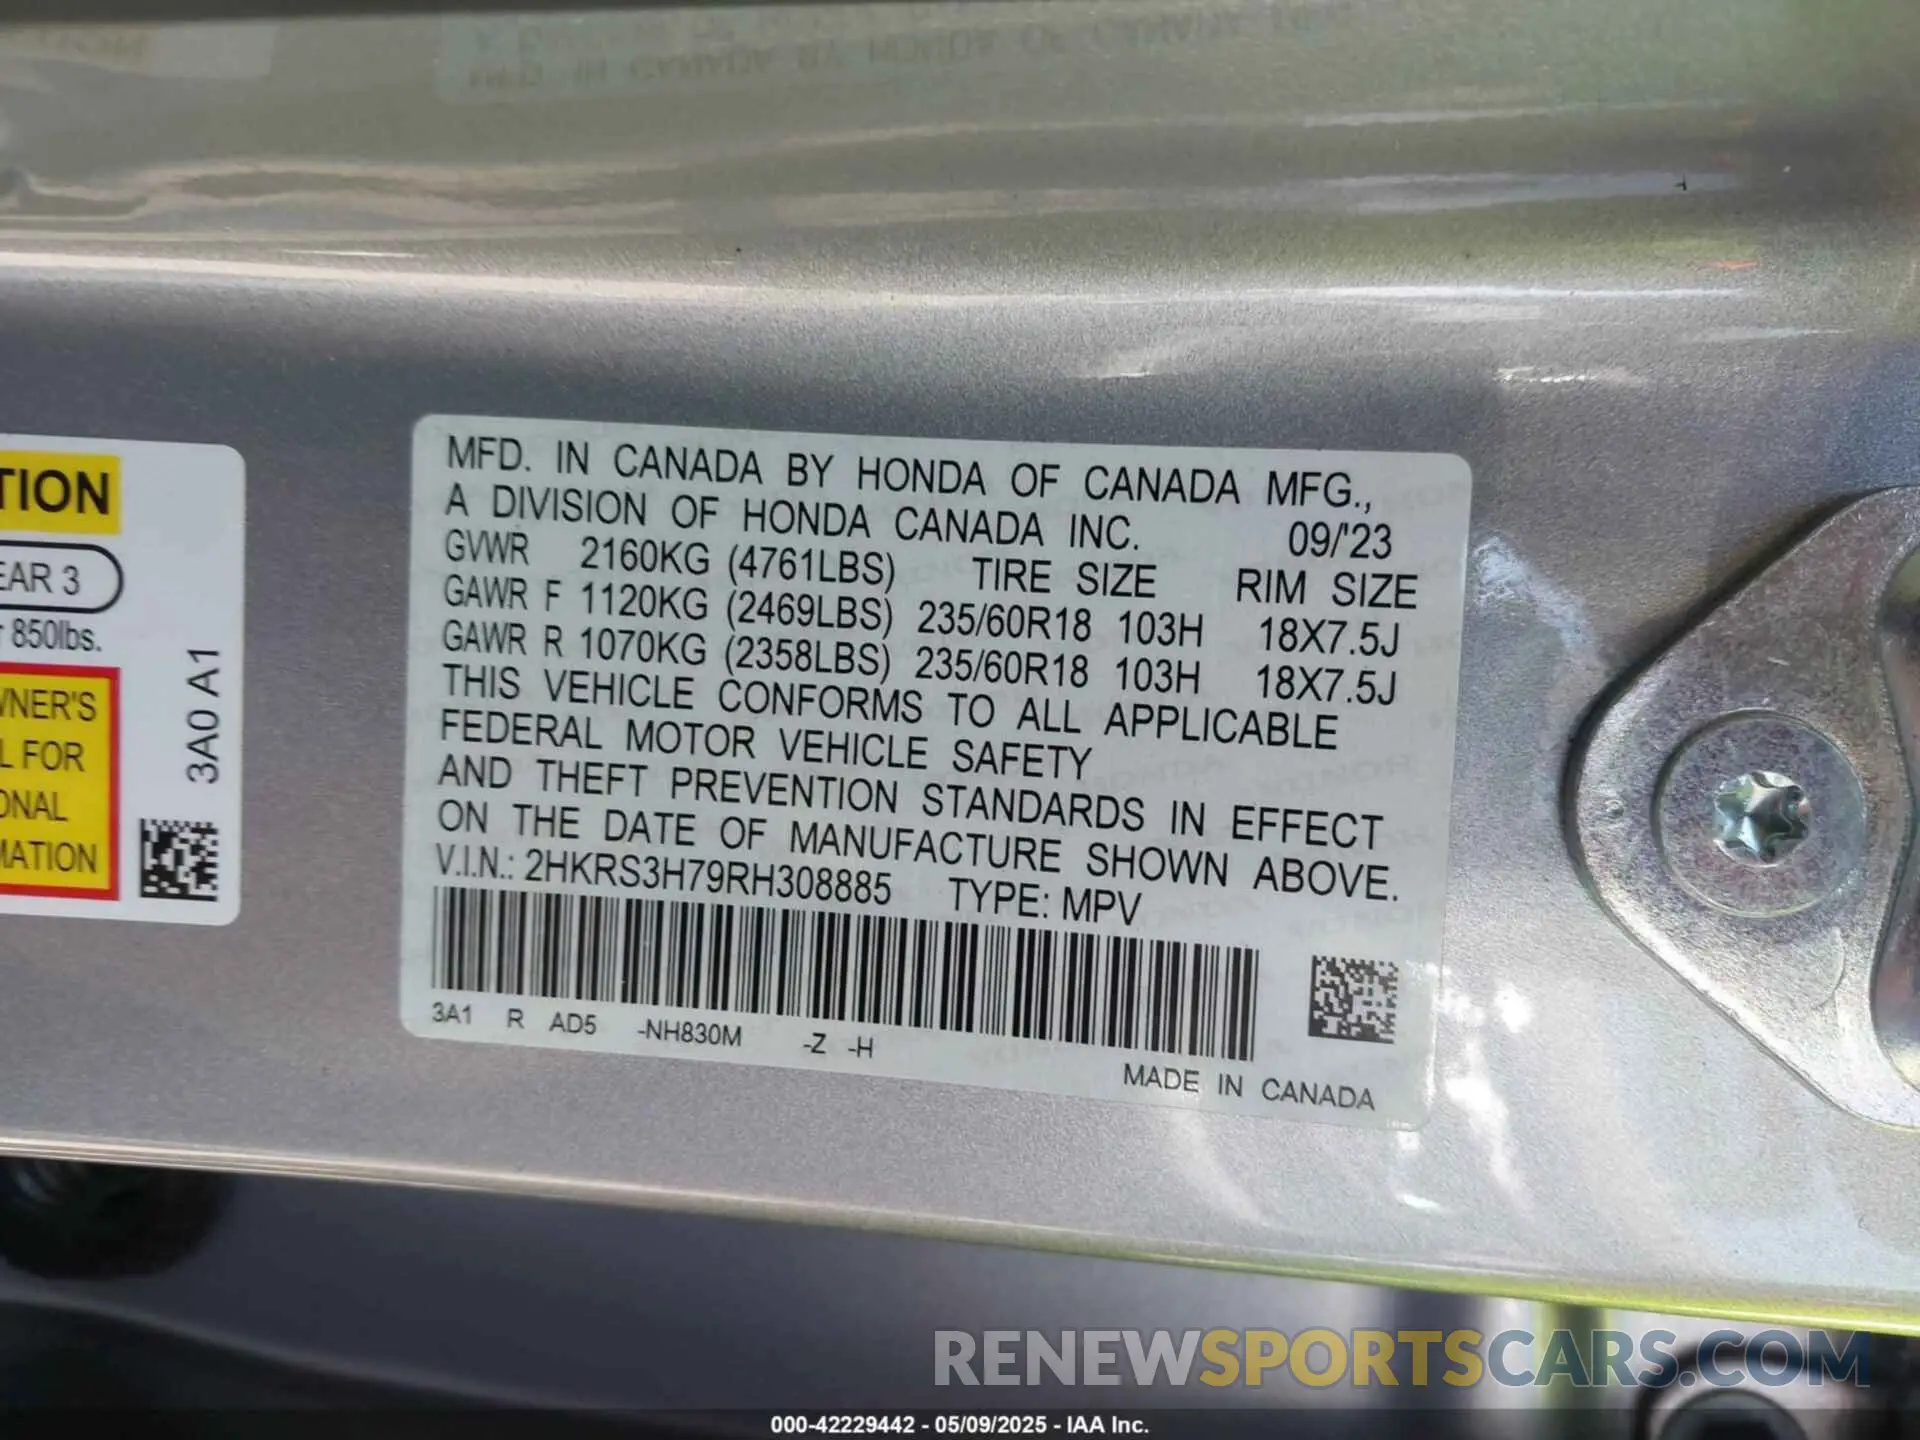 TION
EAR 3
850lbs.
WNER'S
L FOR
ONAL
MATION
3A0 A1
MFD. IN CANADA BY HONDA OF CANADA MFG.,
A DIVISION OF HONDA CANADA INC. 09/'23
GVWR 2160KG (4761LBS) TIRE SIZE RIM SIZE
GAWR F 1120KG (2469LBS) 235/60R18 103H 18X7.5J
GAWR R 1070KG (2358LBS) 235/60R18 103H 18X7.5J
THIS VEHICLE CONFORMS TO ALL APPLICABLE
FEDERAL MOTOR VEHICLE SAFETY
AND THEFT PREVENTION STANDARDS IN EFFECT
ON THE DATE OF MANUFACTURE SHOWN ABOVE.
V.I.N.: 2HKRS3H79RH308885 TYPE: MPV
3A1 R AD5 -NH830M -Z -H
MADE IN CANADA
RENEWSPORTSCARS.COM
000-42229442 - 05/09/2025 - IAA Inc.